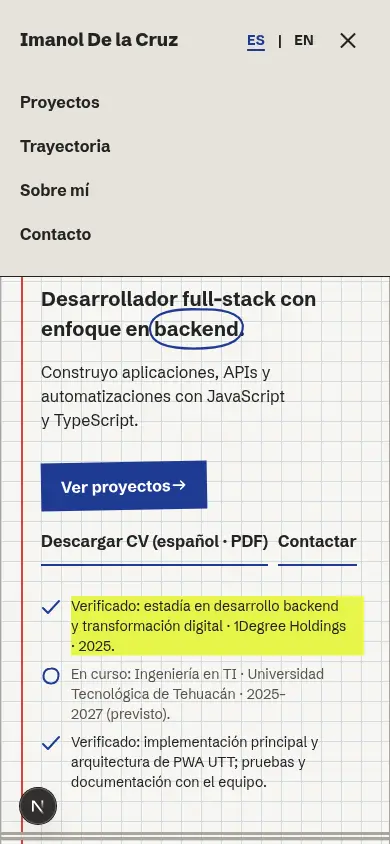 Imanol De la Cruz
ES | EN
Proyectos
Trayectoria
Sobre mí
Contacto
Desarrollador full-stack con
enfoque en backend.
Construyo aplicaciones, APIs y
automatizaciones con JavaScript
y TypeScript.
Ver proyectos→
Descargar CV (español · PDF) Contactar
Verificado: estadía en desarrollo backend
y transformación digital · 1Degree Holdings
· 2025.
En curso: Ingeniería en TI · Universidad
Tecnológica de Tehuacán · 2025–
2027 (previsto).
Verificado: implementación principal y
arquitectura de PWA UTT; pruebas y
documentación con el equipo.
N